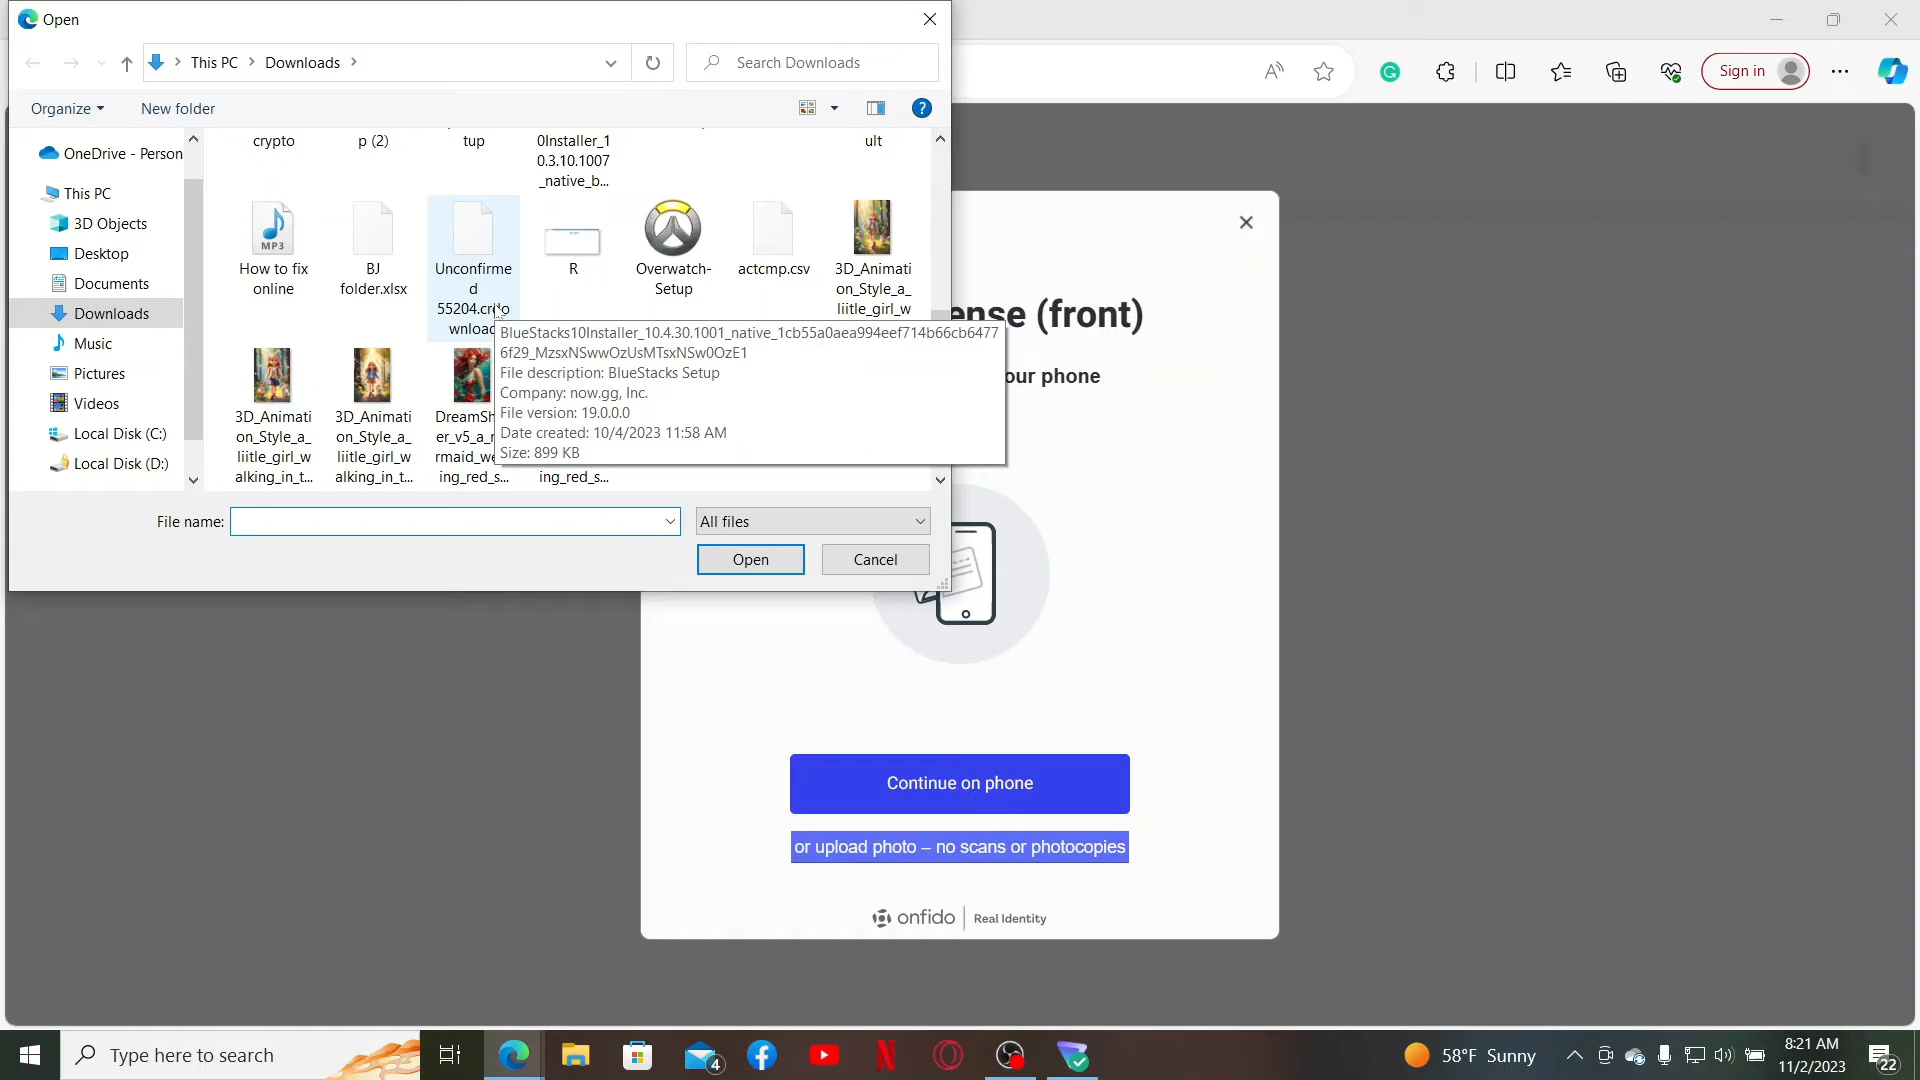 Open
This PC
Downloads
Search Downloads
Sign in
Organize
New folder
OneDrive - Person
This PC
3D Objects
Desktop
Documents
Downloads
Music
Pictures
Videos
Local Disk (C:)
Local Disk (D:)
crypto
p (2)
tup
0Installer_1
0.3.10.1007
_native_b...
ult
MP3
How to fix
online
BJ
folder.xlsx
Unconfirme
d
55204.crdo
wnload
R
Overwatch-
Setup
actcmp.csv
3D_Animati
on_Style_a_
liitle_girl_w
3D_Animati
on_Style_a_
liitle_girl_w
alking_in_t...
3D_Animati
on_Style_a_
liitle_girl_w
alking_in_t...
DreamSh
er_v5_a_
rmaid_we
ing_red_s...
ing_red_s...
BlueStacks10Installer_10.4.30.1001_native_1cb55a0aea994eef714b66cb6477
6f29_MzsxNSwwOzUsMTsxNSw0OzE1
File description: BlueStacks Setup
Company: now.gg, Inc.
File version: 19.0.0.0
Date created: 10/4/2023 11:58 AM
Size: 899 KB
File name:
All files
Open
Cancel
ense (front)
our phone
Continue on phone
or upload photo – no scans or photocopies
onfido
Real Identity
Type here to search
4
58°F Sunny
8:21 AM
11/2/2023
22